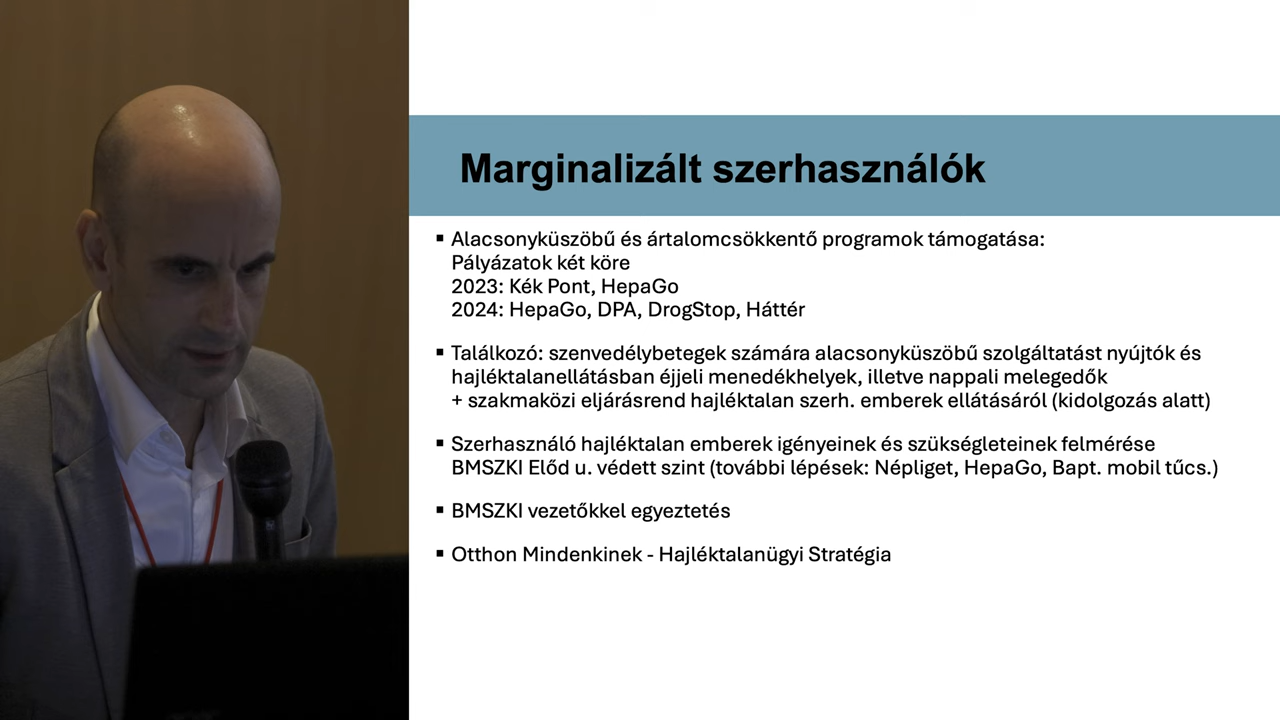 Marginalizált szerhasználók
▪ Alacsonyküszöbű és ártalomcsökkentő programok támogatása:
Pályázatok két köre
2023: Kék Pont, HepaGo
2024: HepaGo, DPA, DrogStop, Háttér
▪ Találkozó: szenvedélybetegek számára alacsonyküszöbű szolgáltatást nyújtók és
hajléktalanellátásban éjjeli menedékhelyek, illetve nappali melegedők
+ szakmaközi eljárásrend hajléktalan szerh. emberek ellátásáról (kidolgozás alatt)
▪ Szerhasználó hajléktalan emberek igényeinek és szükségleteinek felmérése
BMSZKI Előd u. védett szint (további lépések: Népliget, HepaGo, Bapt. mobil tűcs.)
▪ BMSZKI vezetőkkel egyeztetés
▪ Otthon Mindenkinek - Hajléktalanügyi Stratégia